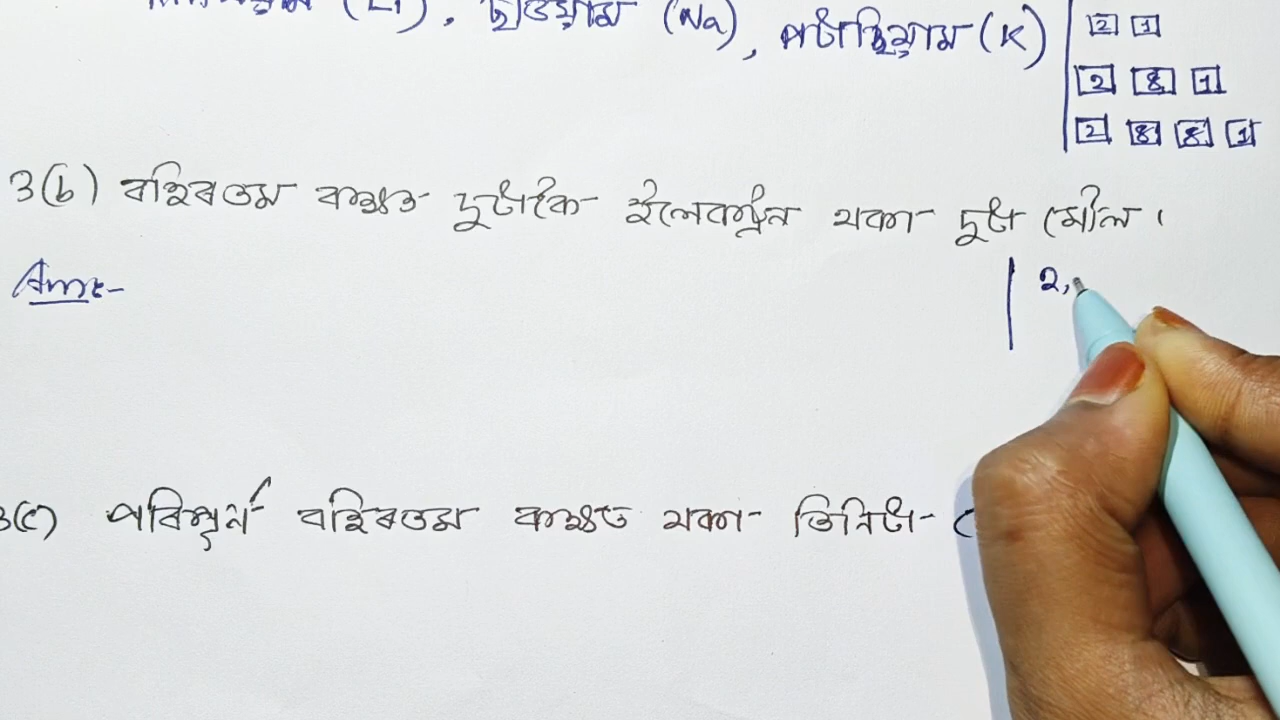 (Li), ছডিয়াম (Na), পটাছিয়াম (K)
2 1
2 8 1
2 8 8 1
3(b) বহিৰতম কক্ষত দুটাকৈ ইলেকট্ৰন থকা দুটা মৌল।
Ans:-
2,
3(c) পৰিপূৰ্ণ বহিৰতম কক্ষত থকা তিনিটা